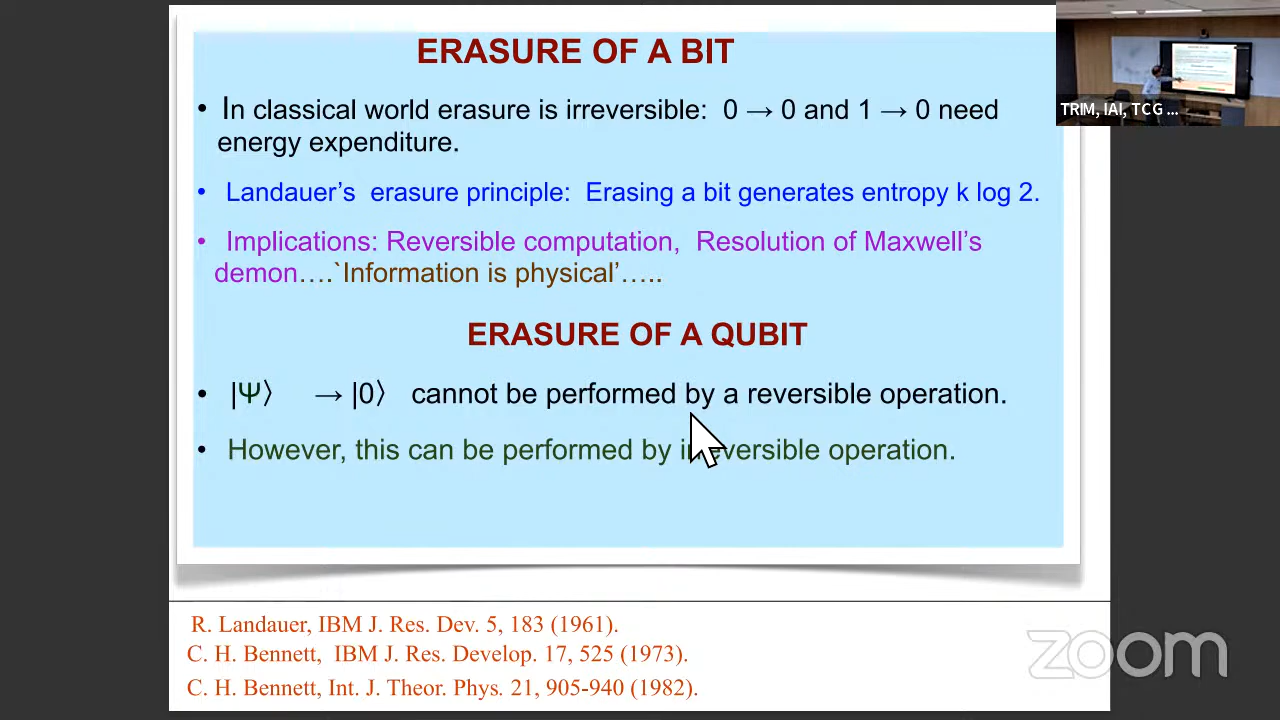 ERASURE OF A BIT
• In classical world erasure is irreversible: 0 → 0 and 1 → 0 need
energy expenditure.
• Landauer’s erasure principle: Erasing a bit generates entropy k log 2.
• Implications: Reversible computation, Resolution of Maxwell’s
demon….`Information is physical’…..
ERASURE OF A QUBIT
• |Ψ〉 → |0〉 cannot be performed by a reversible operation.
• However, this can be performed by irreversible operation.
R. Landauer, IBM J. Res. Dev. 5, 183 (1961).
C. H. Bennett, IBM J. Res. Develop. 17, 525 (1973).
C. H. Bennett, Int. J. Theor. Phys. 21, 905-940 (1982).
TRIM, IAI, TCG ...
zoom